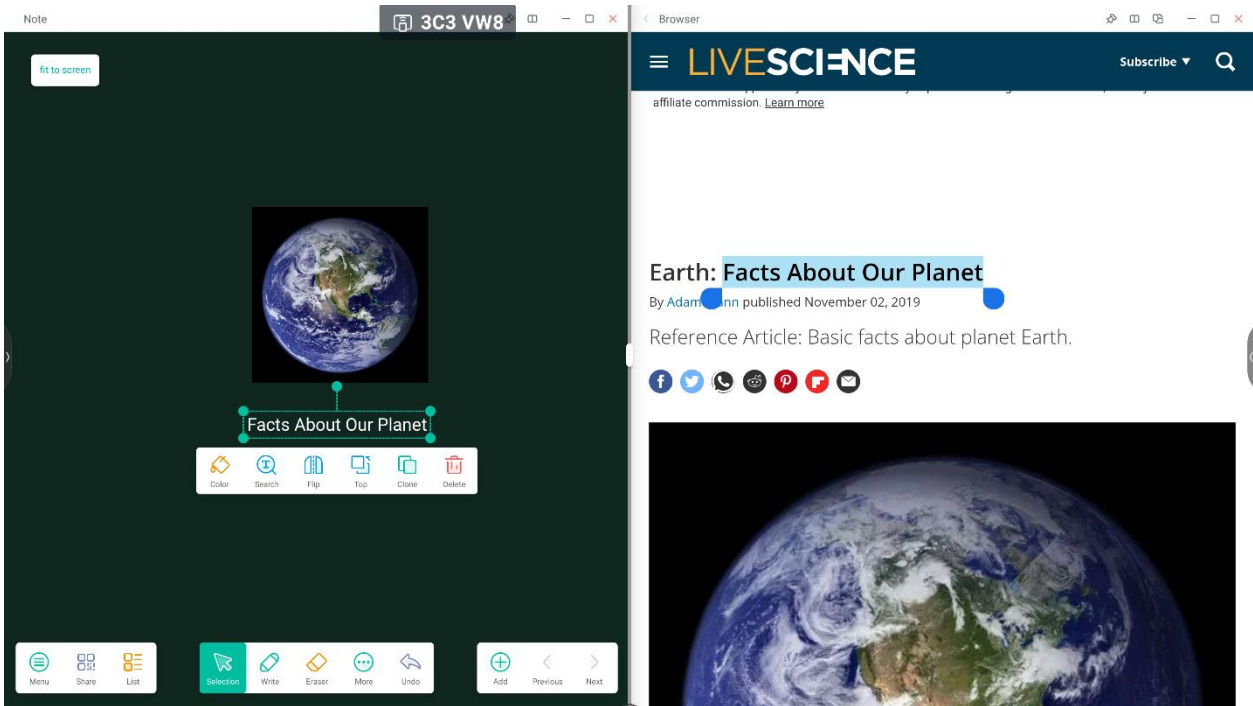 Note
3C3 VW8
fit to screen
Facts About Our Planet
Color Search Flip Top Clone Delete
Menu Share List
Selection Write Eraser More Undo
Add Previous Next
Browser
LIVESCIENCE
Subscribe
affiliate commission. Learn more
Earth: Facts About Our Planet
By Adam published November 02, 2019
Reference Article: Basic facts about planet Earth.